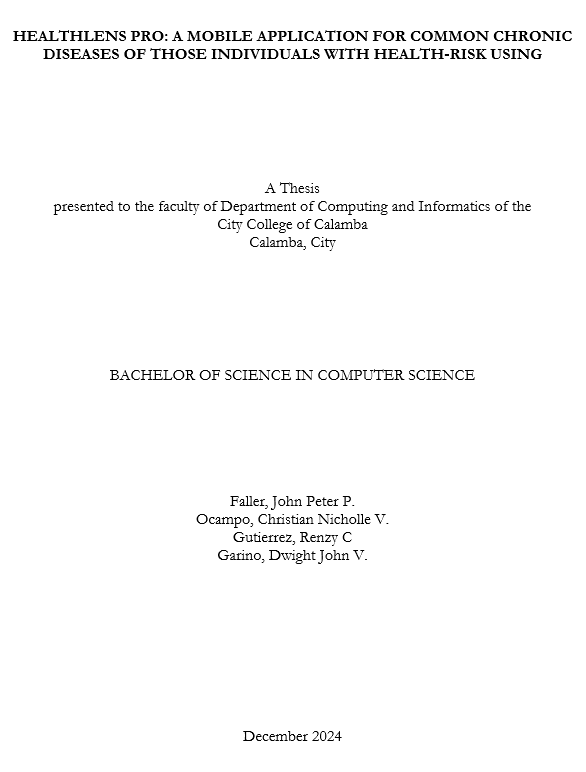 HEALTHLENS PRO: A MOBILE APPLICATION FOR COMMON CHRONIC
DISEASES OF THOSE INDIVIDUALS WITH HEALTH-RISK USING
A Thesis
presented to the faculty of Department of Computing and Informatics of the
City College of Calamba
Calamba, City
BACHELOR OF SCIENCE IN COMPUTER SCIENCE
Faller, John Peter P.
Ocampo, Christian Nicholle V.
Gutierrez, Renzy C
Garino, Dwight John V.
December 2024